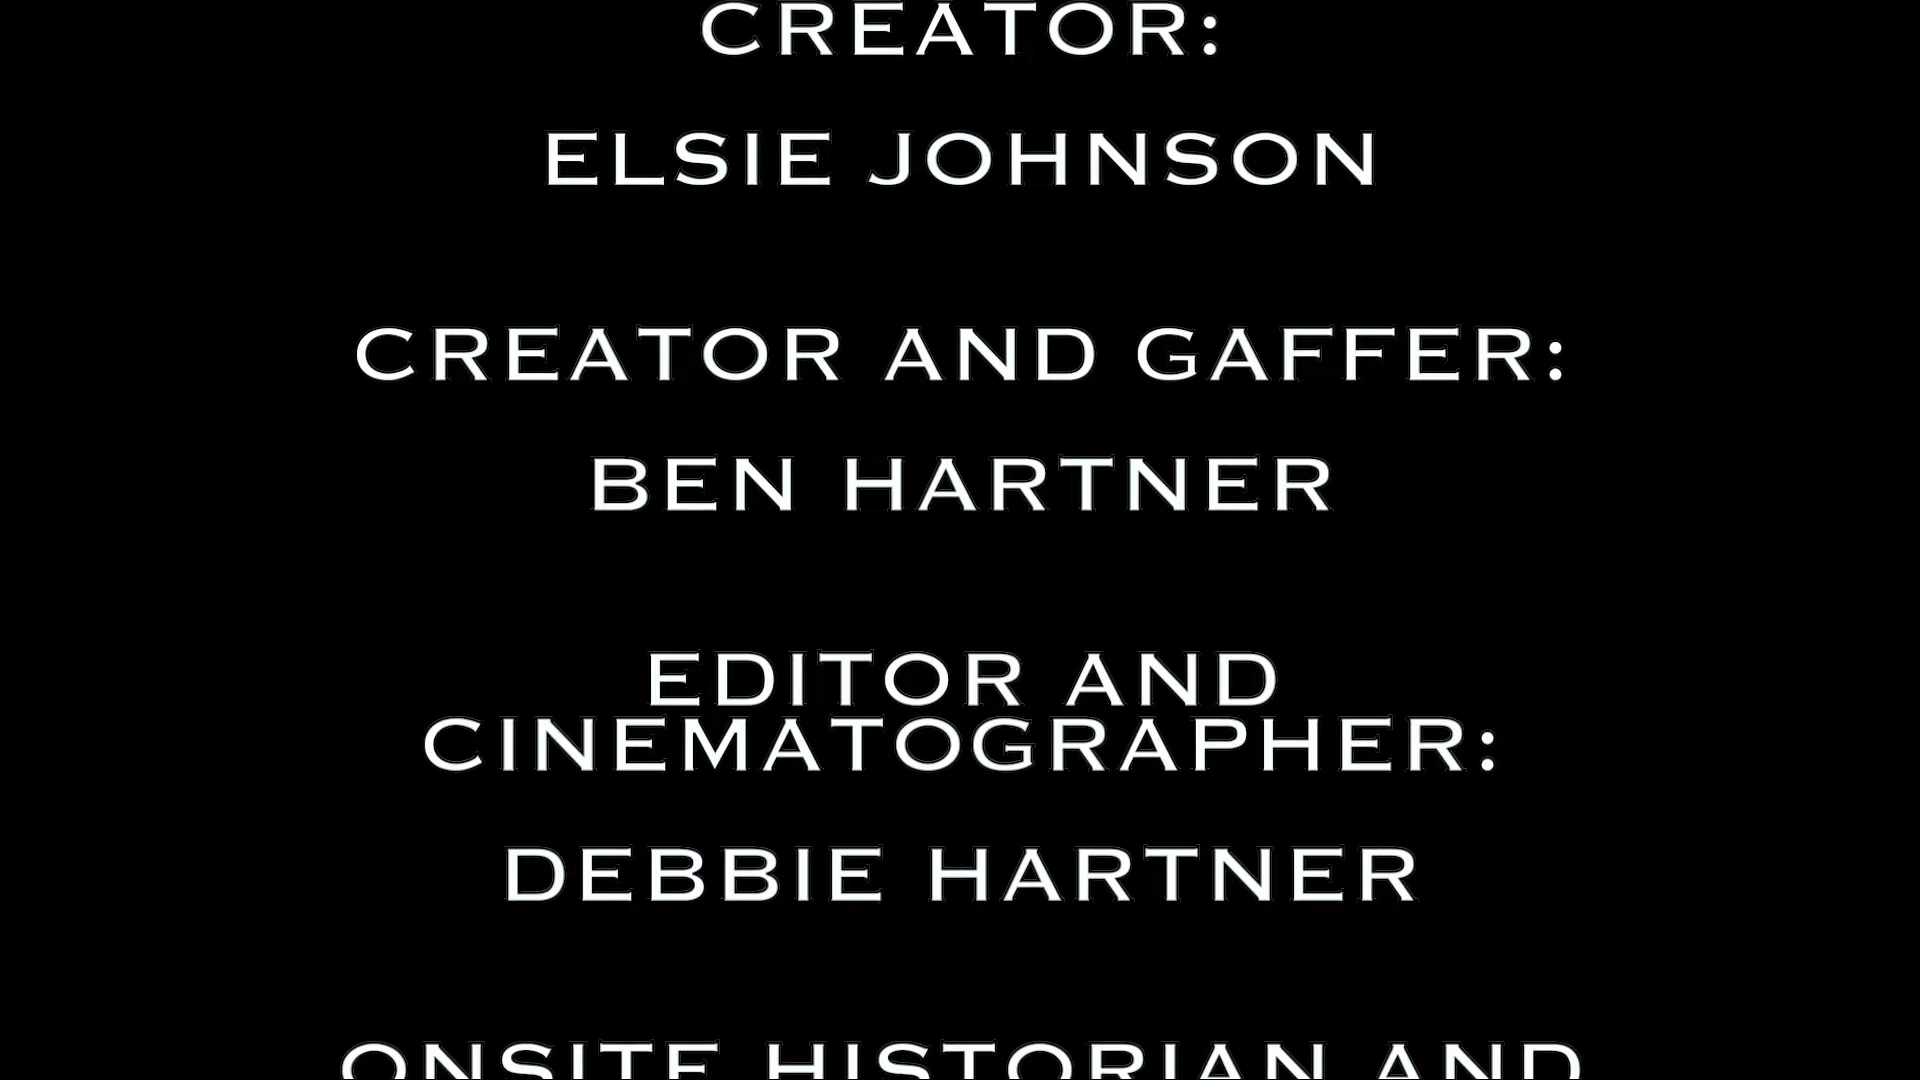 CREATOR:
ELSIE JOHNSON
CREATOR AND GAFFER:
BEN HARTNER
EDITOR AND
CINEMATOGRAPHER:
DEBBIE HARTNER
ONSITE HISTORIAN AND